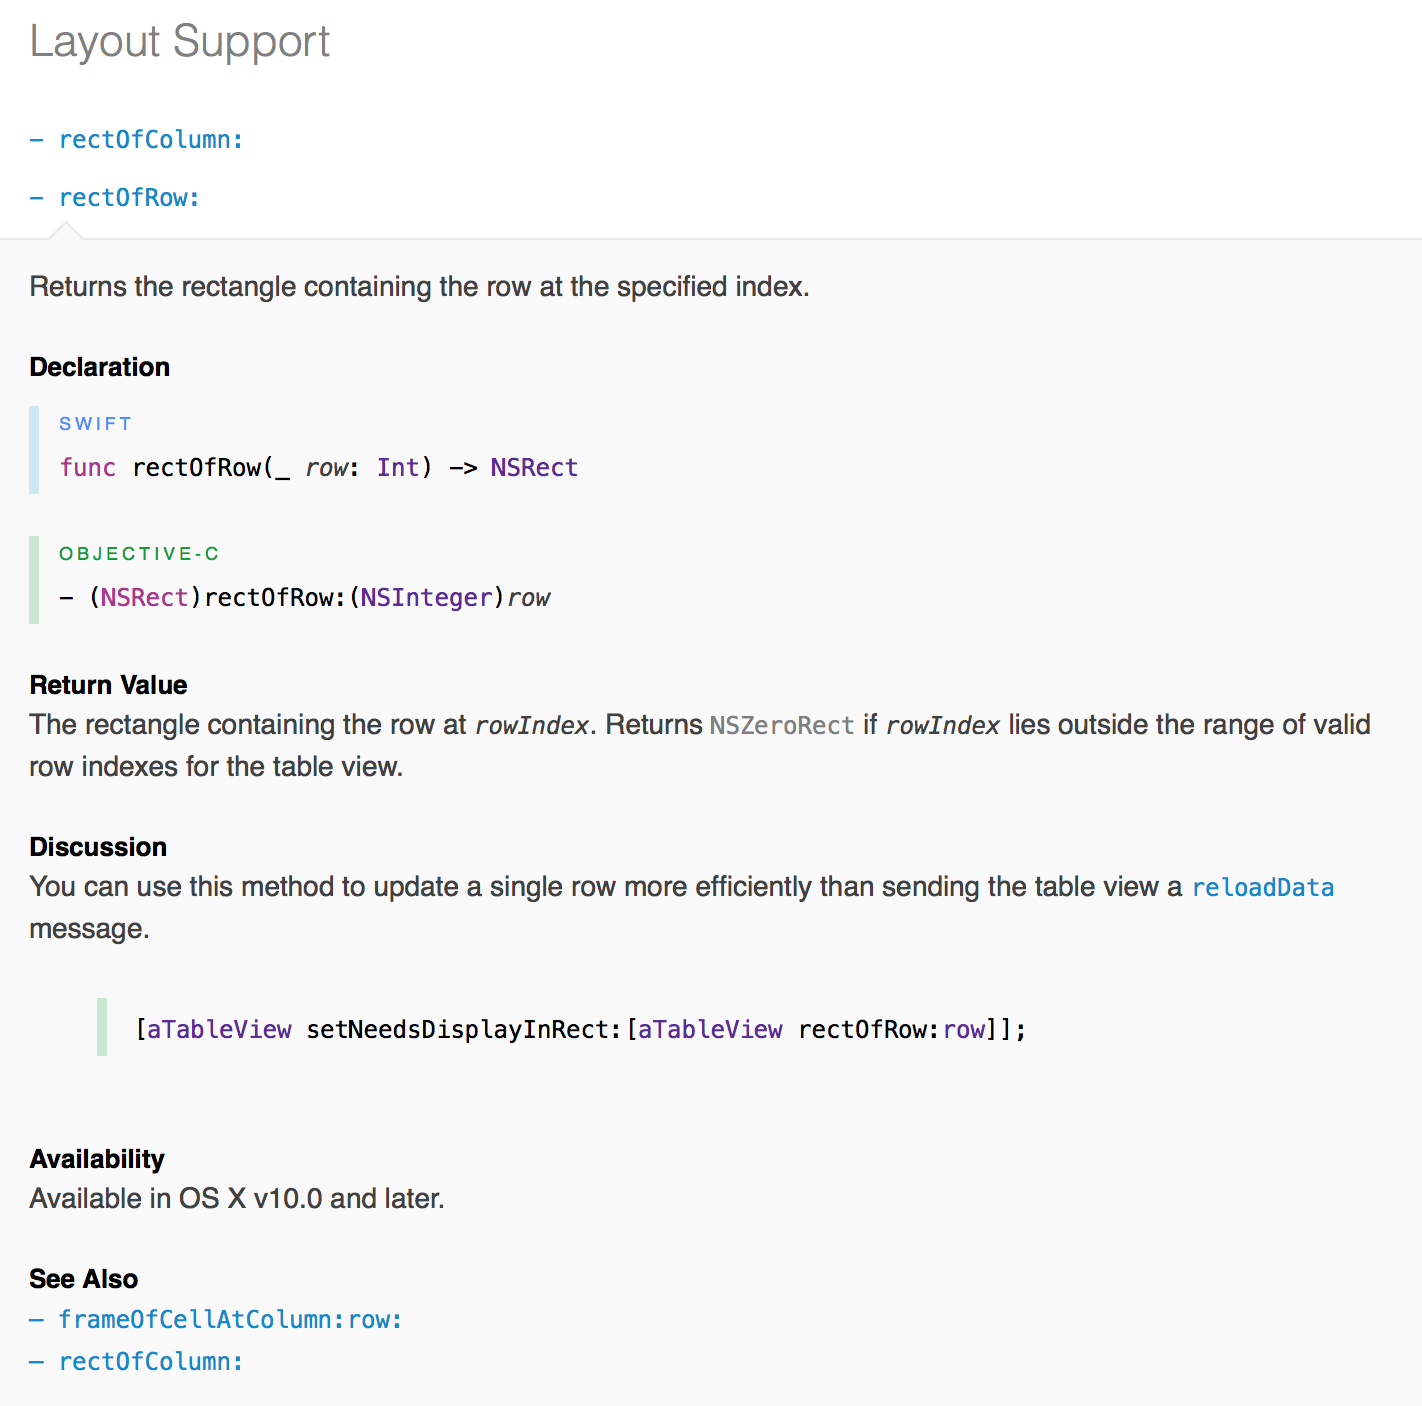 Layout Support
– rectOfColumn:
– rectOfRow:
Returns the rectangle containing the row at the specified index.
Declaration
SWIFT
func rectOfRow(_ row: Int) -> NSRect
OBJECTIVE-C
– (NSRect)rectOfRow:(NSInteger)row
Return Value
The rectangle containing the row at rowIndex. Returns NSZeroRect if rowIndex lies outside the range of valid
row indexes for the table view.
Discussion
You can use this method to update a single row more efficiently than sending the table view a reloadData
message.
[aTableView setNeedsDisplayInRect:[aTableView rectOfRow:row]];
Availability
Available in OS X v10.0 and later.
See Also
– frameOfCellAtColumn:row:
– rectOfColumn: